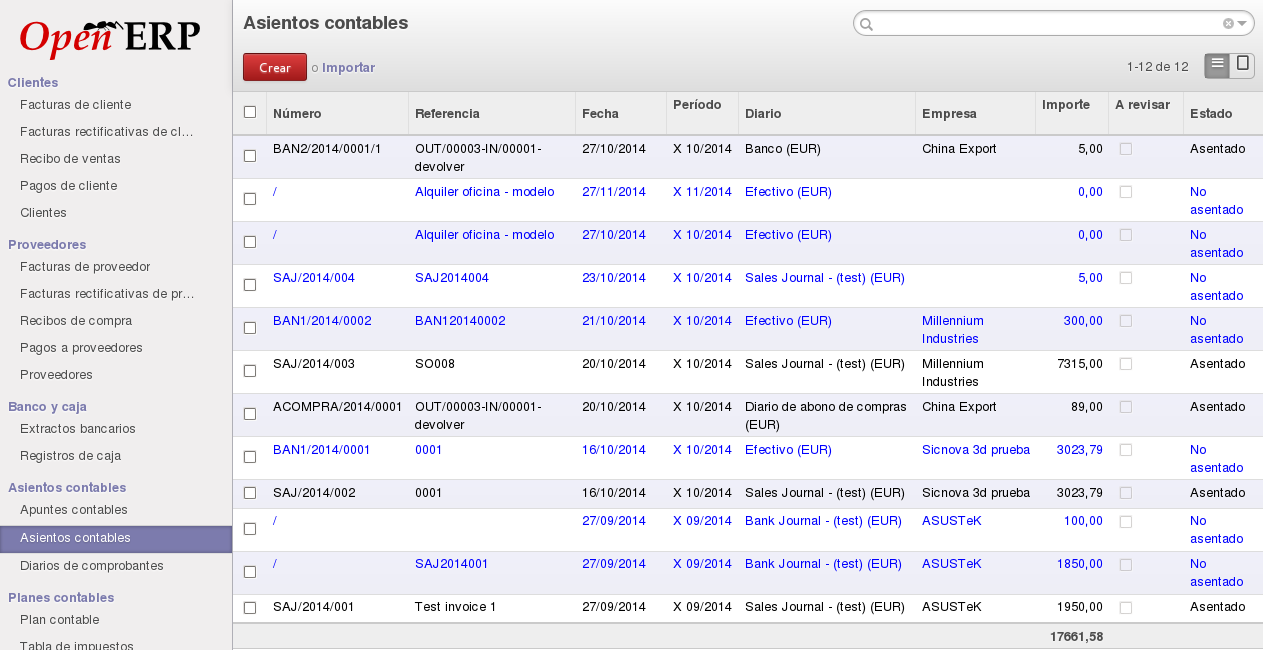 Open ERP
Clientes
Facturas de cliente
Facturas rectificativas de cl...
Recibo de ventas
Pagos de cliente
Clientes
Proveedores
Facturas de proveedor
Facturas rectificativas de pr...
Recibos de compra
Pagos a proveedores
Proveedores
Banco y caja
Extractos bancarios
Registros de caja
Asientos contables
Apuntes contables
Asientos contables
Diarios de comprobantes
Planes contables
Plan contable
Tabla de impuestos
Asientos contables
Crear o Importar
1-12 de 12
Número Referencia Fecha Período Diario Empresa Importe A revisar Estado
BAN2/2014/0001/1 OUT/00003-IN/00001- 27/10/2014 X 10/2014 Banco (EUR) China Export 5,00 Asentado
devolver
/ Alquiler oficina - modelo 27/11/2014 X 11/2014 Efectivo (EUR) 0,00 No
asentado
/ Alquiler oficina - modelo 27/10/2014 X 10/2014 Efectivo (EUR) 0,00 No
asentado
SAJ/2014/004 SAJ2014004 23/10/2014 X 10/2014 Sales Journal - (test) (EUR) 5,00 No
asentado
BAN1/2014/0002 BAN120140002 21/10/2014 X 10/2014 Efectivo (EUR) Millennium 300,00 No
Industries asentado
SAJ/2014/003 SO008 20/10/2014 X 10/2014 Sales Journal - (test) (EUR) Millennium 7315,00 Asentado
Industries
ACOMPRA/2014/0001 OUT/00003-IN/00001- 20/10/2014 X 10/2014 Diario de abono de compras China Export 89,00 Asentado
devolver (EUR)
BAN1/2014/0001 0001 16/10/2014 X 10/2014 Efectivo (EUR) Sicnova 3d prueba 3023,79 No
asentado
SAJ/2014/002 0001 16/10/2014 X 10/2014 Sales Journal - (test) (EUR) Sicnova 3d prueba 3023,79 Asentado
/ 27/09/2014 X 09/2014 Bank Journal - (test) (EUR) ASUSTeK 100,00 No
asentado
/ SAJ2014001 27/09/2014 X 09/2014 Bank Journal - (test) (EUR) ASUSTeK 1850,00 No
asentado
SAJ/2014/001 Test invoice 1 27/09/2014 X 09/2014 Sales Journal - (test) (EUR) ASUSTeK 1950,00 Asentado
17661,58